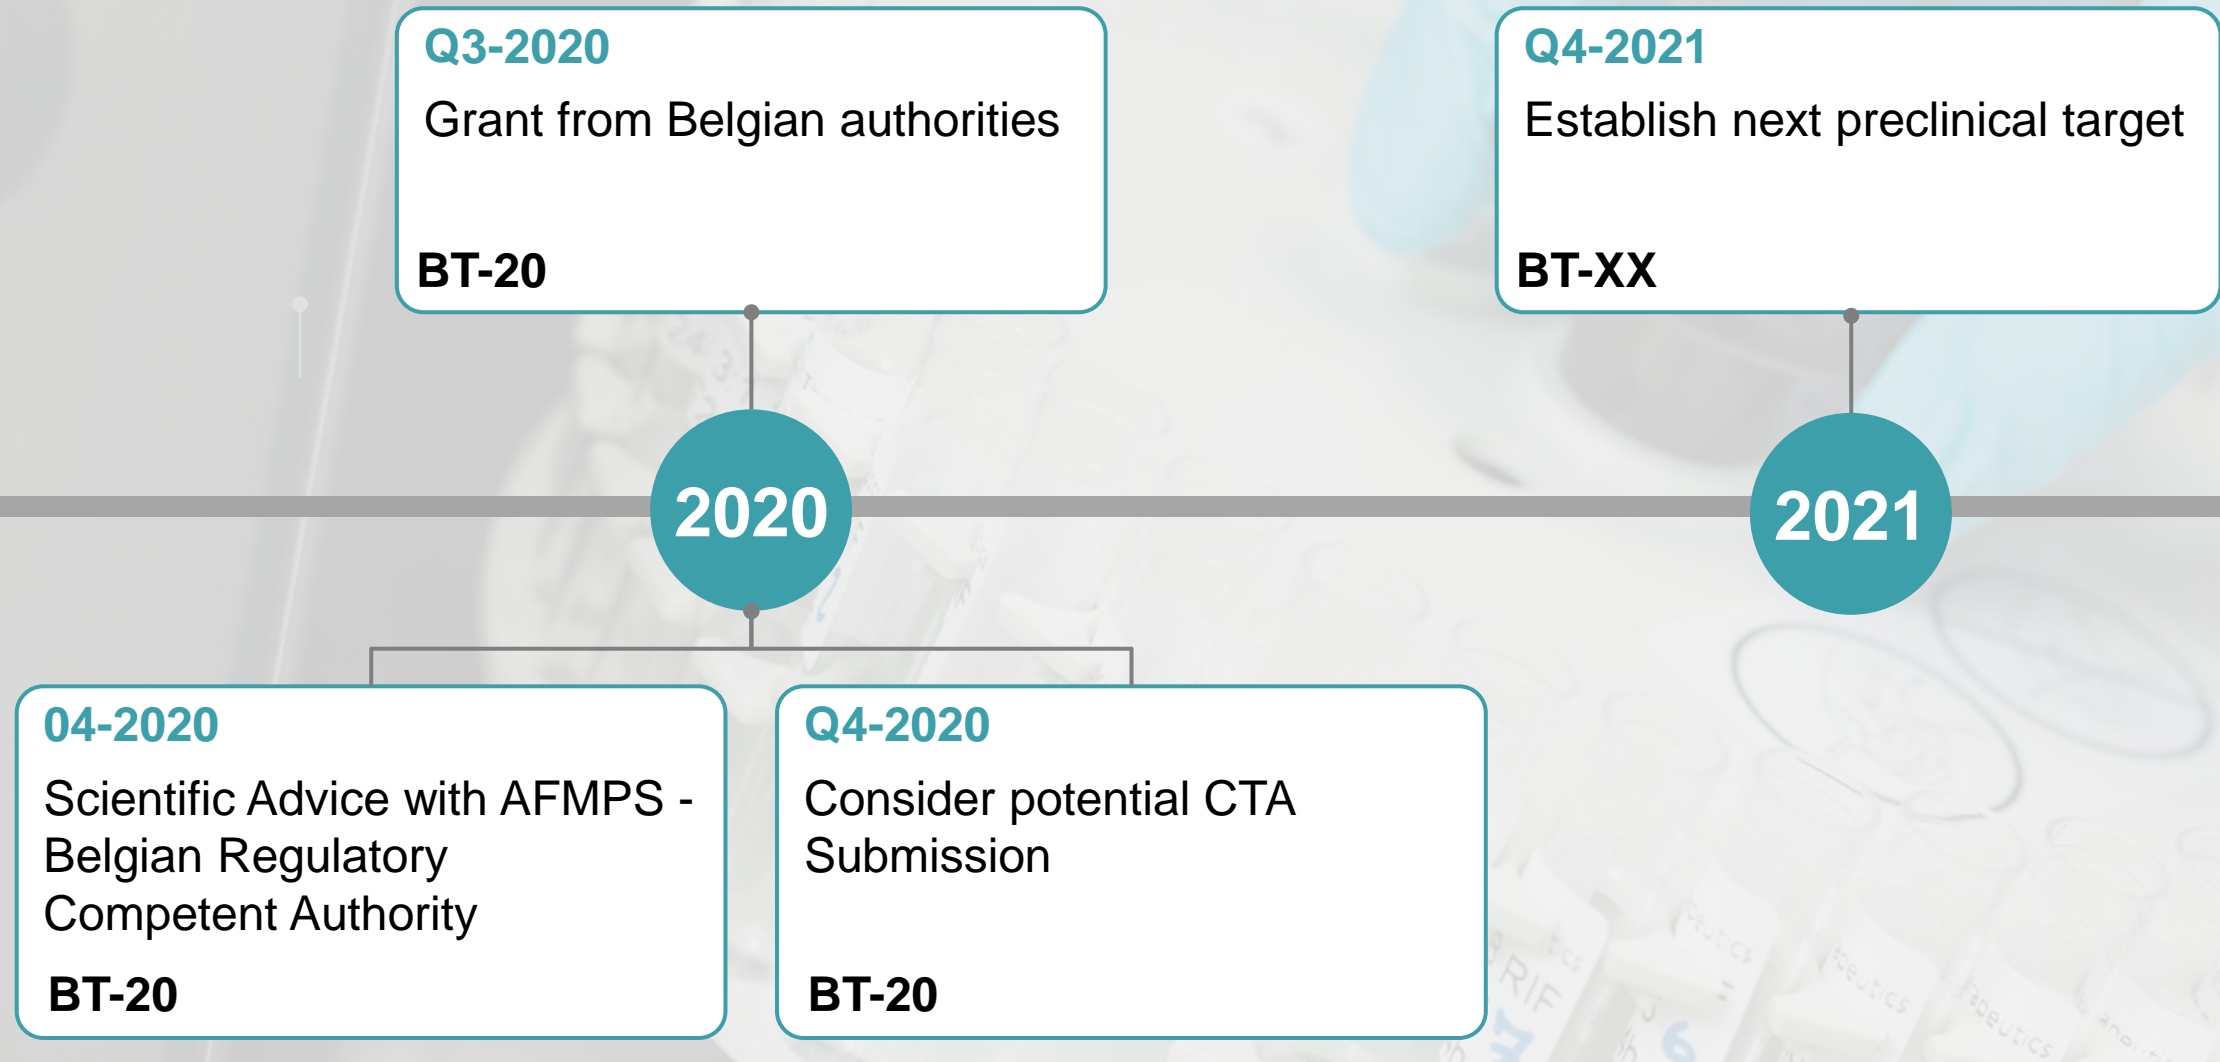 Q3-2020
Grant from Belgian authorities
BT-20
Q4-2021
Establish next preclinical target
BT-XX
2020
2021
04-2020
Scientific Advice with AFMPS -
Belgian Regulatory
Competent Authority
BT-20
Q4-2020
Consider potential CTA
Submission
BT-20
RIF